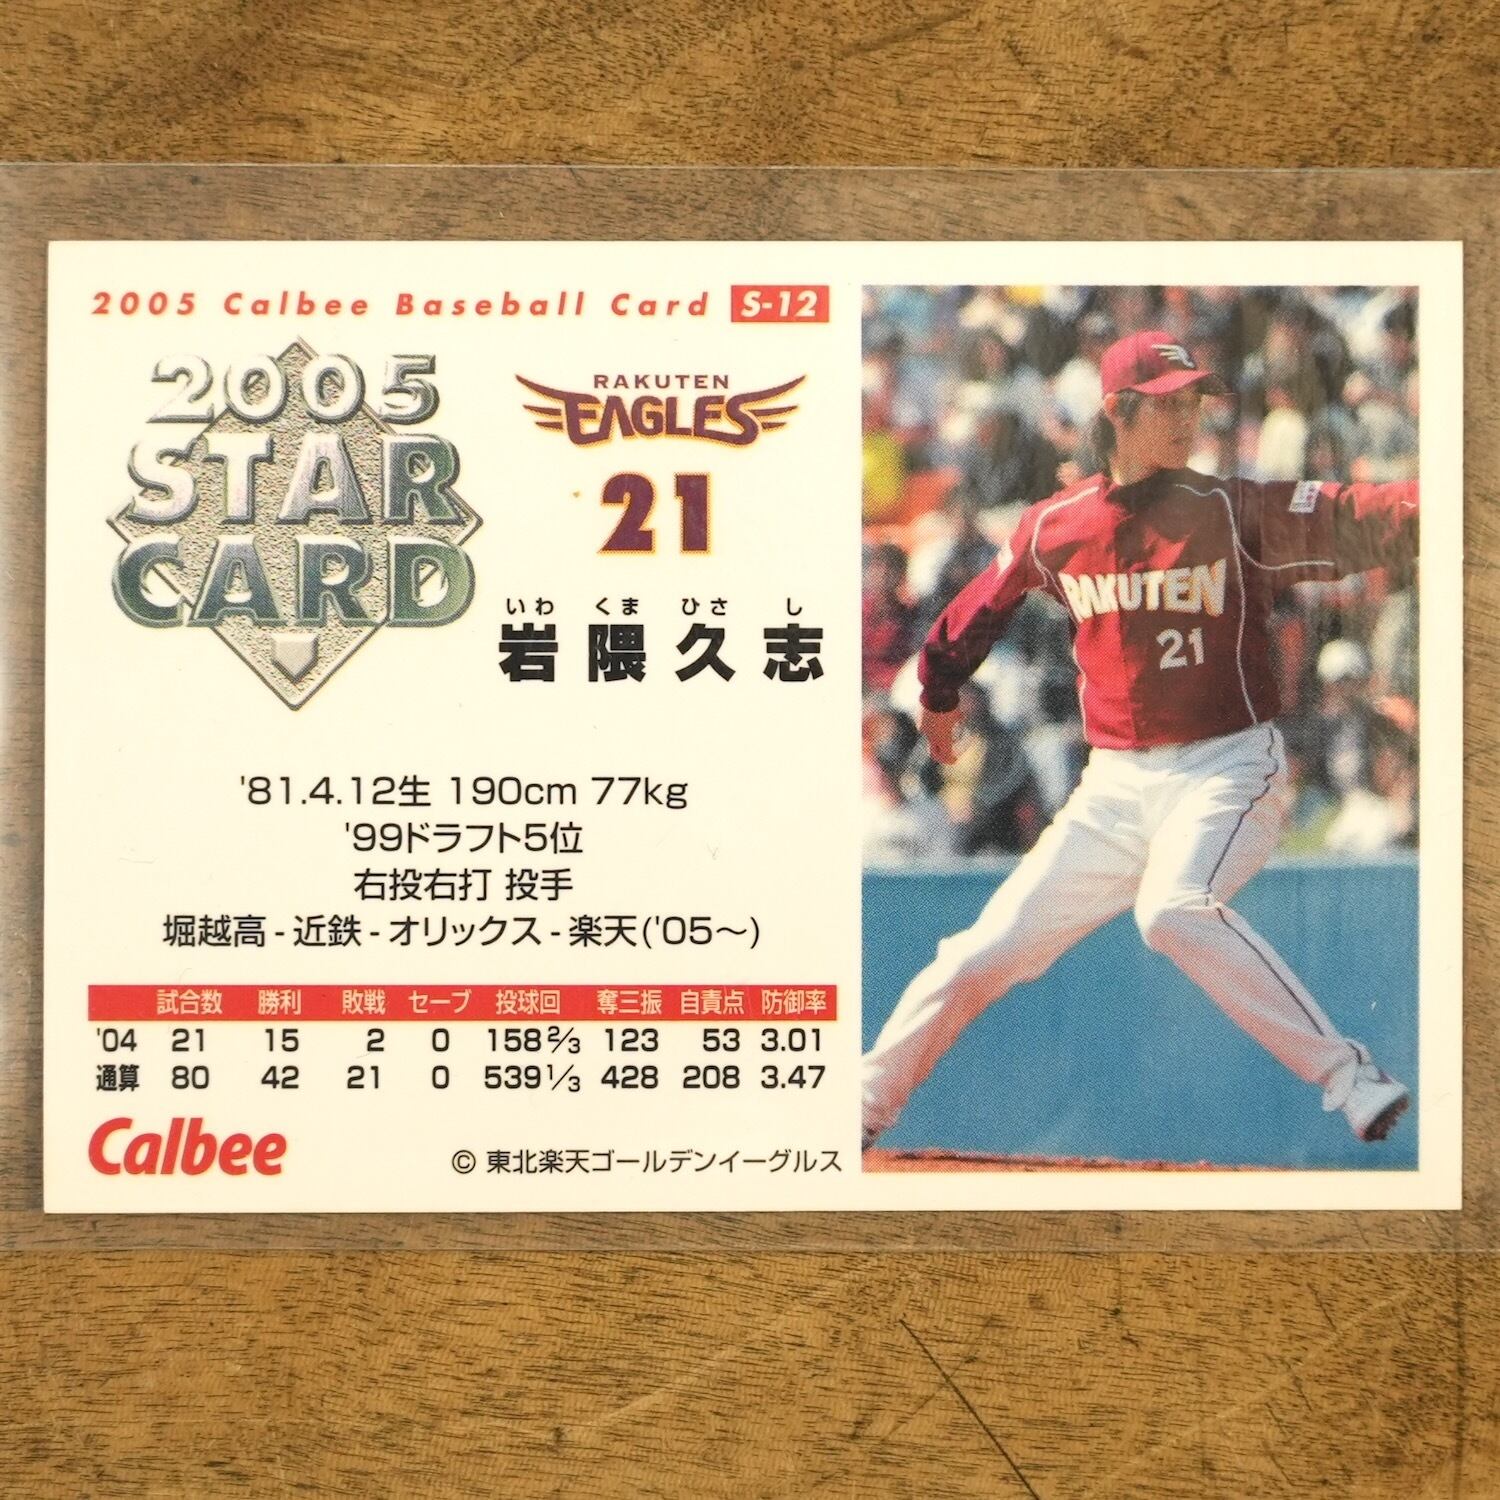 2005 Calbee Baseball Card S-12
2005
STAR
CARD
RAKUTEN
EAGLES
21
いわ くま ひさ し
岩隈久志
'81.4.12生 190cm 77kg
'99ドラフト5位
右投右打 投手
堀越高-近鉄-オリックス-楽天('05～)
試合数 勝利 敗戦 セーブ 投球回 奪三振 自責点 防御率
'04 21 15 2 0 158 2/3 123 53 3.01
通算 80 42 21 0 539 1/3 428 208 3.47
Calbee
© 東北楽天ゴールデンイーグルス
RAKUTEN
21